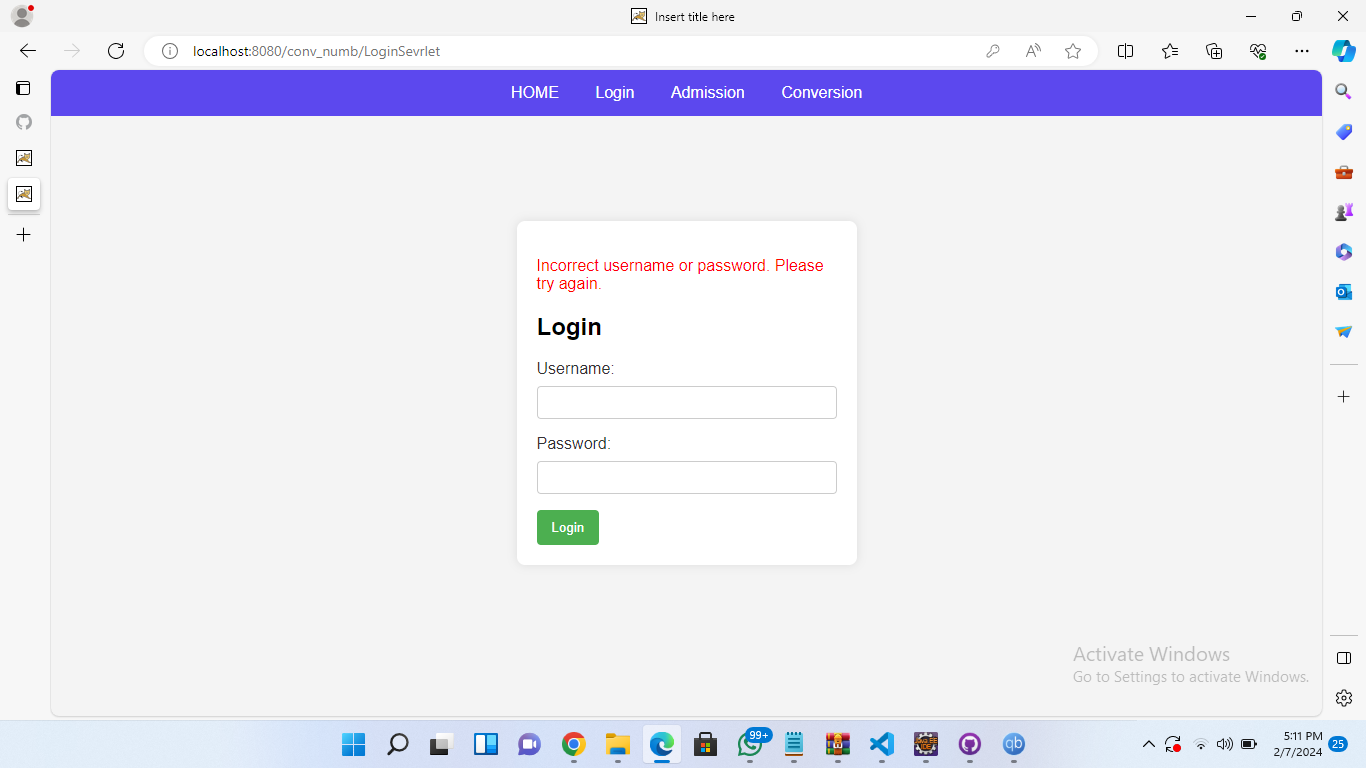 Insert title here
localhost:8080/conv_numb/LoginSevrlet
HOME Login Admission Conversion
Incorrect username or password. Please
try again.
Login
Username:
Password:
Login
Activate Windows
Go to Settings to activate Windows.
99+
qb
5:11 PM
2/7/2024
25